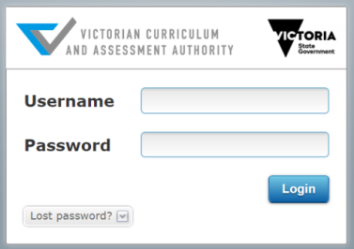 VICTORIAN CURRICULUM
AND ASSESSMENT AUTHORITY
VICTORIA
State
Government
Username
Password
Login
Lost password?